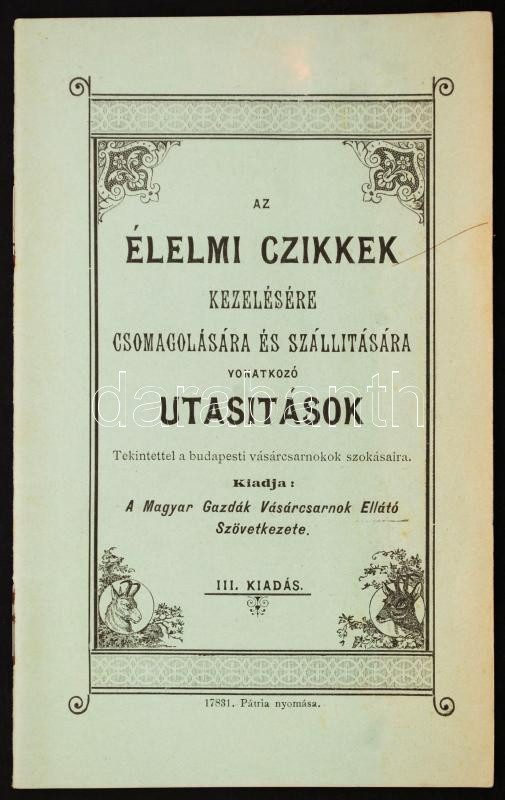 AZ
ÉLELMI CZIKKEK
KEZELÉSÉRE
CSOMAGOLÁSÁRA ÉS SZÁLLITÁSÁRA
VONATKOZÓ
UTASITÁSOK
Tekintettel a budapesti vásárcsarnokok szokásaira.
Kiadja:
A Magyar Gazdák Vásárcsarnok Ellátó
Szövetkezete.
III. KIADÁS.
17831. Pátria nyomása.
darabanth